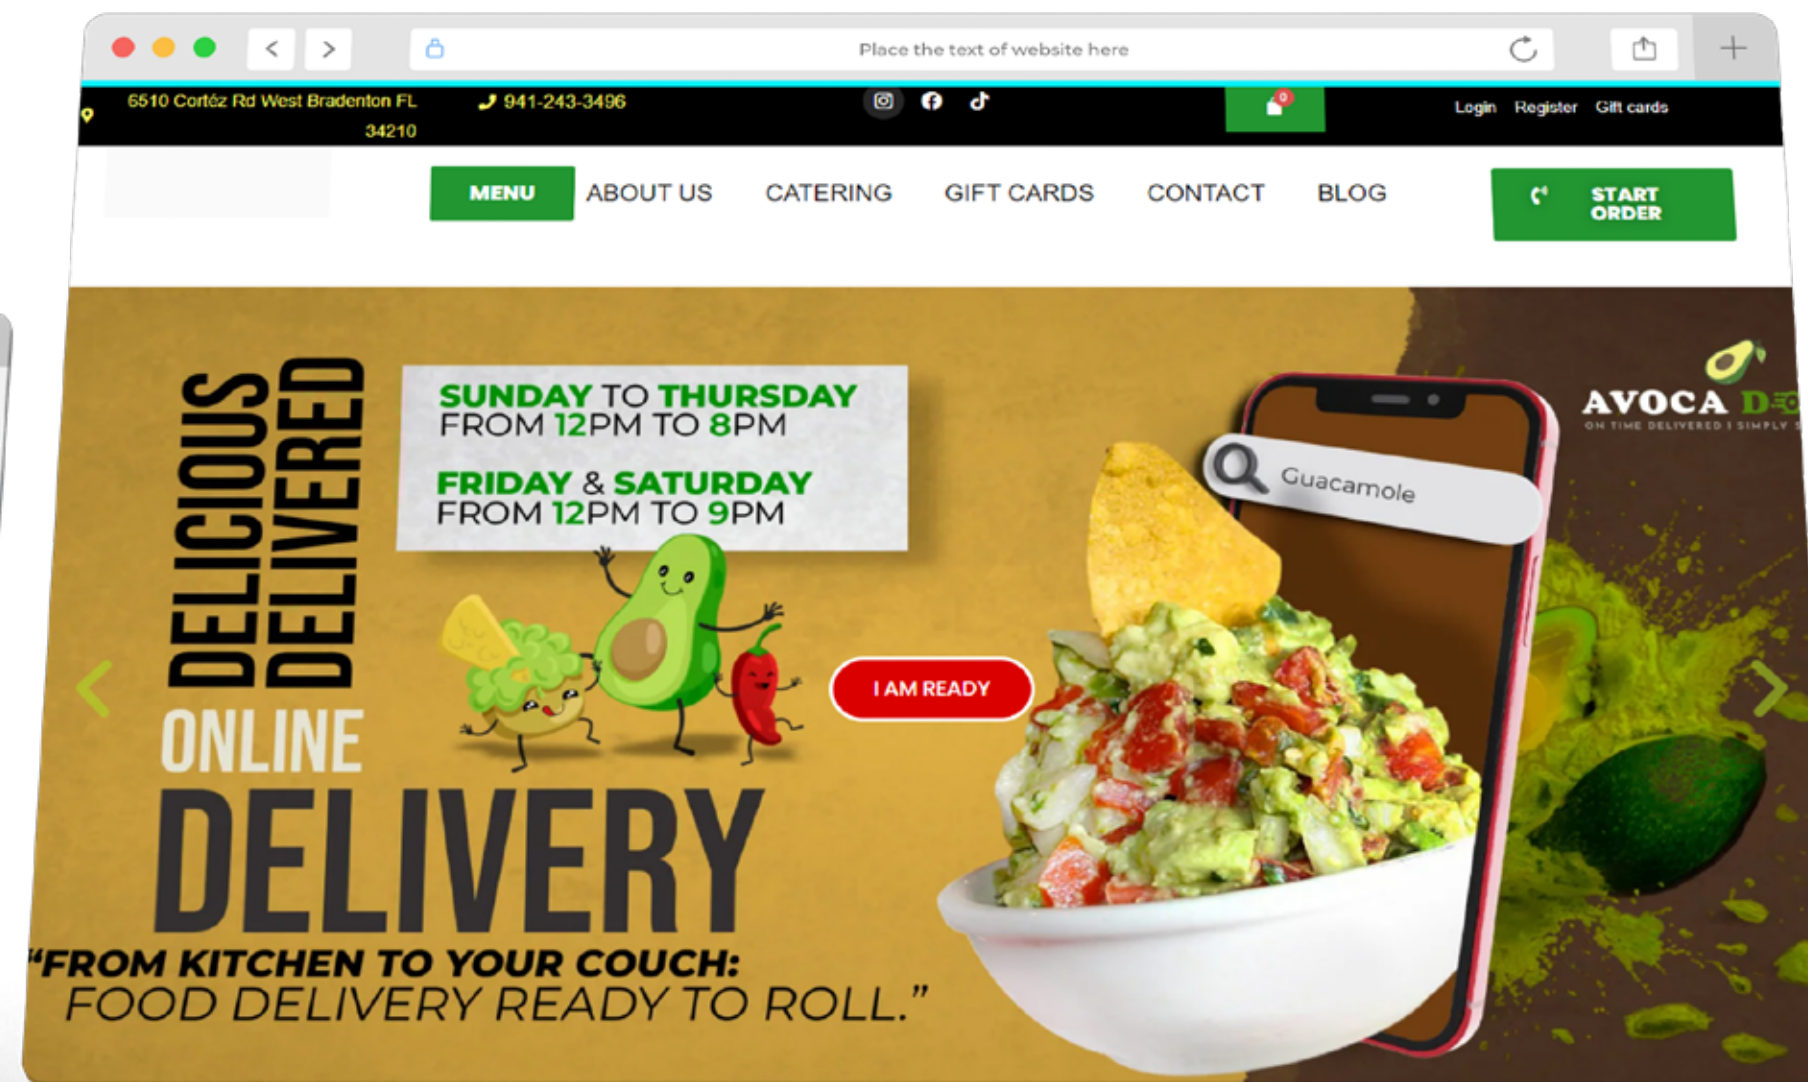 Place the text of website here
6510 Cortéz Rd West Bradenton FL
34210
941-243-3496
0
Login Register Gift cards
MENU ABOUT US CATERING GIFT CARDS CONTACT BLOG
START
ORDER
DELICIOUS
DELIVERED
ONLINE
DELIVERY
SUNDAY TO THURSDAY
FROM 12PM TO 8PM
FRIDAY & SATURDAY
FROM 12PM TO 9PM
I AM READY
Guacamole
AVOCA
ON TIME DELIVERED | SIMPLY
“FROM KITCHEN TO YOUR COUCH:
FOOD DELIVERY READY TO ROLL.”